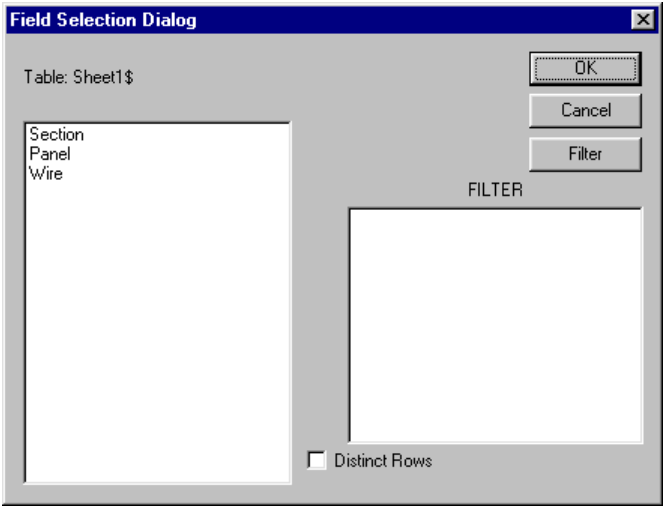 Field Selection Dialog
Table: Sheet1$
OK
Cancel
Filter
Section
Panel
Wire
FILTER
Distinct Rows